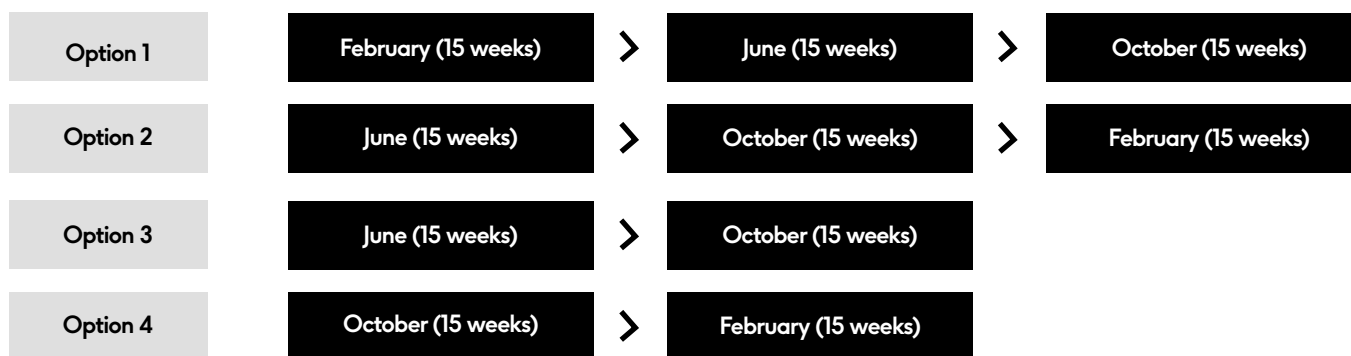 Option 1 February (15 weeks) June (15 weeks) October (15 weeks)
Option 2 June (15 weeks) October (15 weeks) February (15 weeks)
Option 3 June (15 weeks) October (15 weeks)
Option 4 October (15 weeks) February (15 weeks)